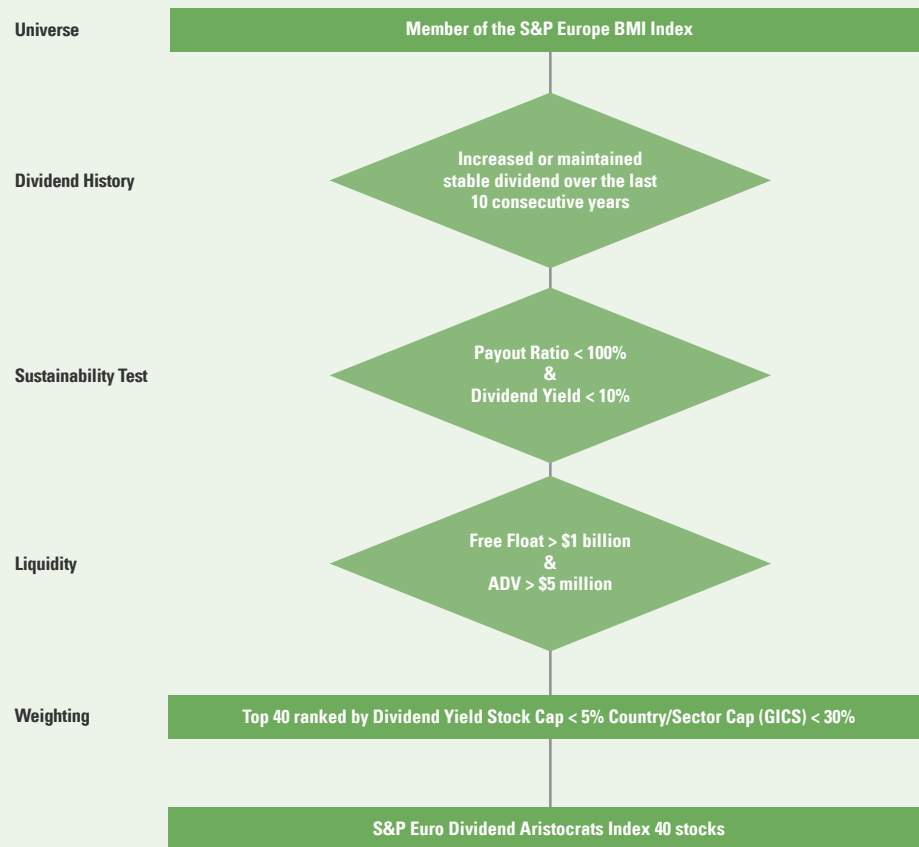 Universe
Member of the S&P Europe BMI Index
Dividend History
Increased or maintained
stable dividend over the last
10 consecutive years
Sustainability Test
Payout Ratio < 100%
&
Dividend Yield < 10%
Liquidity
Free Float > $1 billion
&
ADV > $5 million
Weighting
Top 40 ranked by Dividend Yield Stock Cap < 5% Country/Sector Cap (GICS) < 30%
S&P Euro Dividend Aristocrats Index 40 stocks